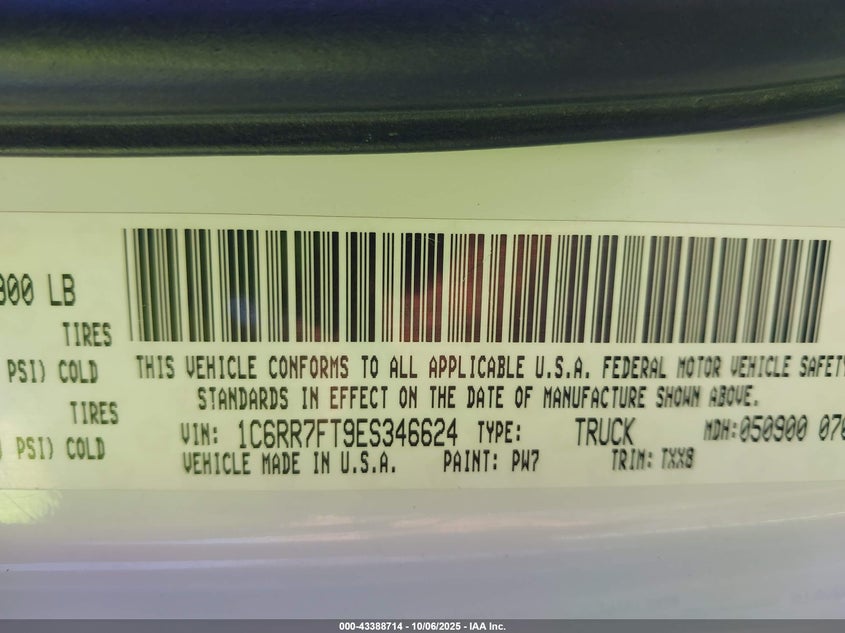 800 LB
TIRES
PSI) COLD
THIS VEHICLE CONFORMS TO ALL APPLICABLE U.S.A. FEDERAL MOTOR VEHICLE SAFETY
STANDARDS IN EFFECT ON THE DATE OF MANUFACTURE SHOWN ABOVE.
TIRES
PSI) COLD
VIN: 1C6RR7FT9ES346624 TYPE: TRUCK MDH:050900 070
VEHICLE MADE IN U.S.A. PAINT: PW7 TRIM: TXX8
000-43388714 - 10/06/2025 - IAA Inc.